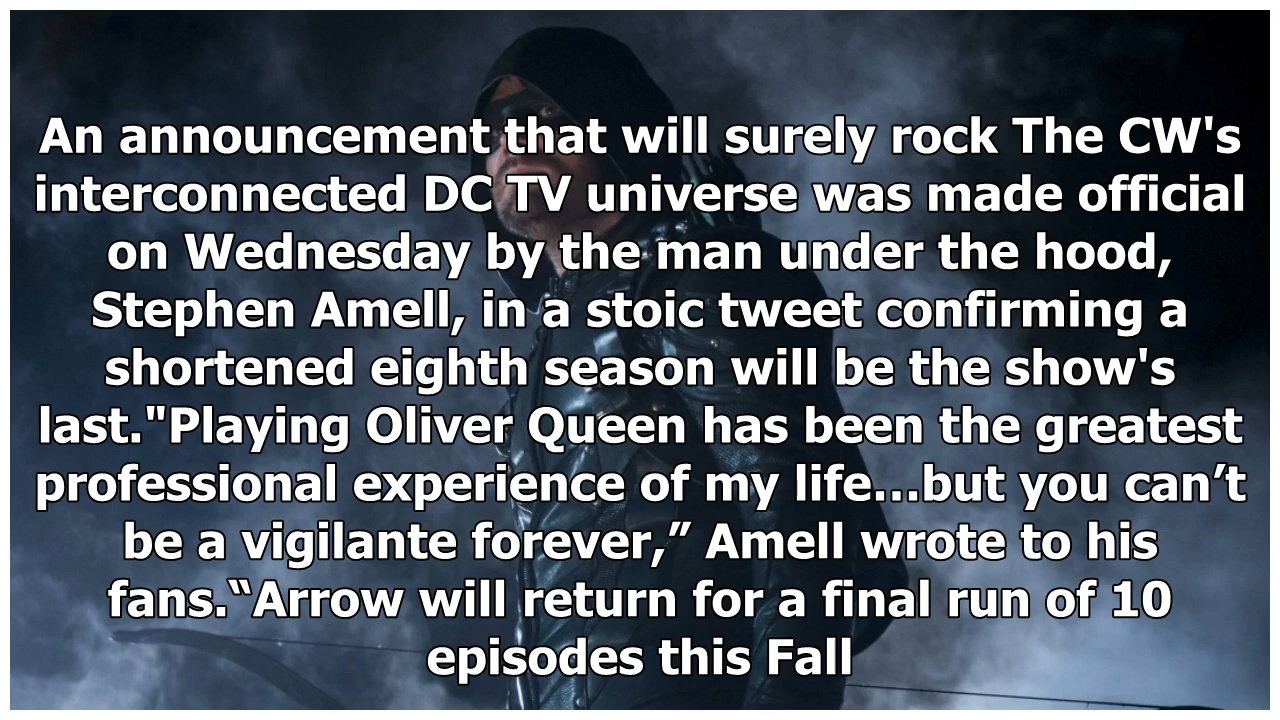 An announcement that will surely rock The CW's
interconnected DC TV universe was made official
on Wednesday by the man under the hood,
Stephen Amell, in a stoic tweet confirming a
shortened eighth season will be the show's
last."Playing Oliver Queen has been the greatest
professional experience of my life...but you can’t
be a vigilante forever,” Amell wrote to his
fans.“Arrow will return for a final run of 10
episodes this Fall